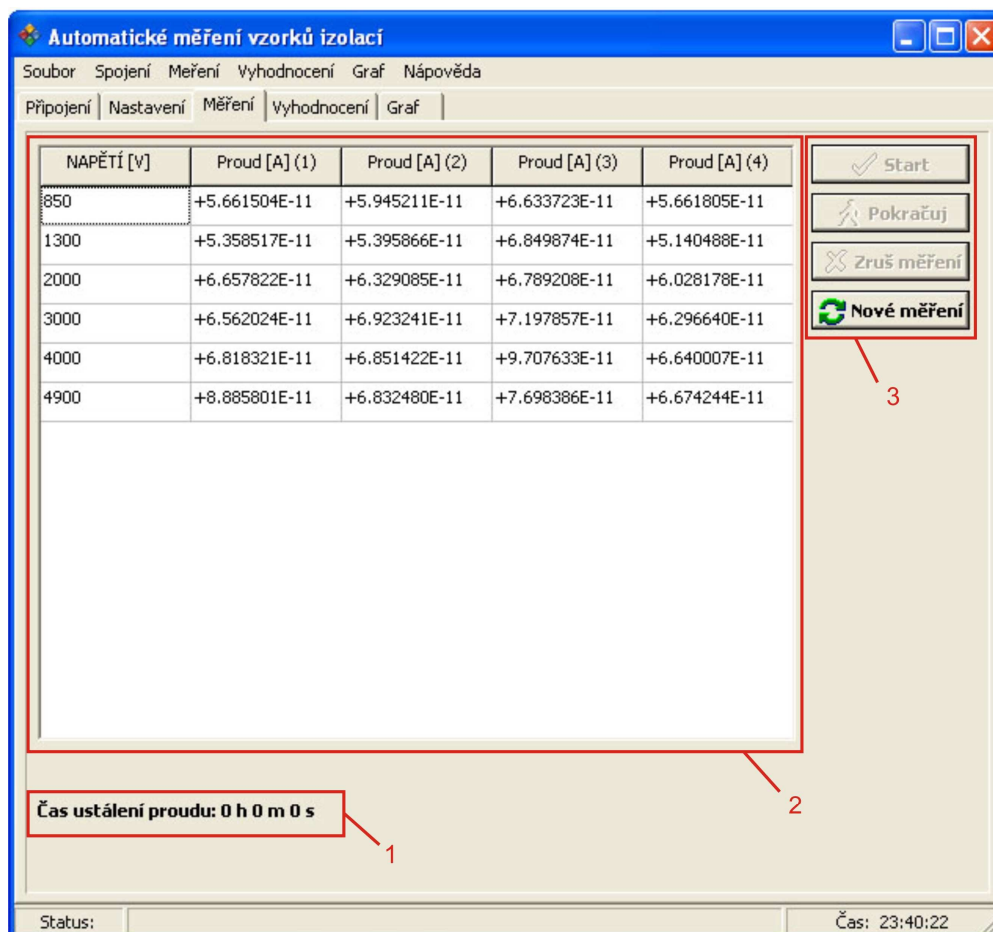 Automatické měření vzorků izolací
Soubor Spojení Meření Vyhodnocení Graf Nápověda
Připojení Nastavení Měření Vyhodnocení Graf
NAPĚTÍ [V] Proud [A] (1) Proud [A] (2) Proud [A] (3) Proud [A] (4)
850 +5.661504E-11 +5.945211E-11 +6.633723E-11 +5.661805E-11
1300 +5.358517E-11 +5.395866E-11 +6.849874E-11 +5.140488E-11
2000 +6.657822E-11 +6.329085E-11 +6.789208E-11 +6.028178E-11
3000 +6.562024E-11 +6.923241E-11 +7.197857E-11 +6.296640E-11
4000 +6.818321E-11 +6.851422E-11 +9.707633E-11 +6.640007E-11
4900 +8.885801E-11 +6.832480E-11 +7.698386E-11 +6.674244E-11
Start
Pokračuj
Zruš měření
Nové měření
3
2
Čas ustálení proudu: 0 h 0 m 0 s
1
Status: Čas: 23:40:22